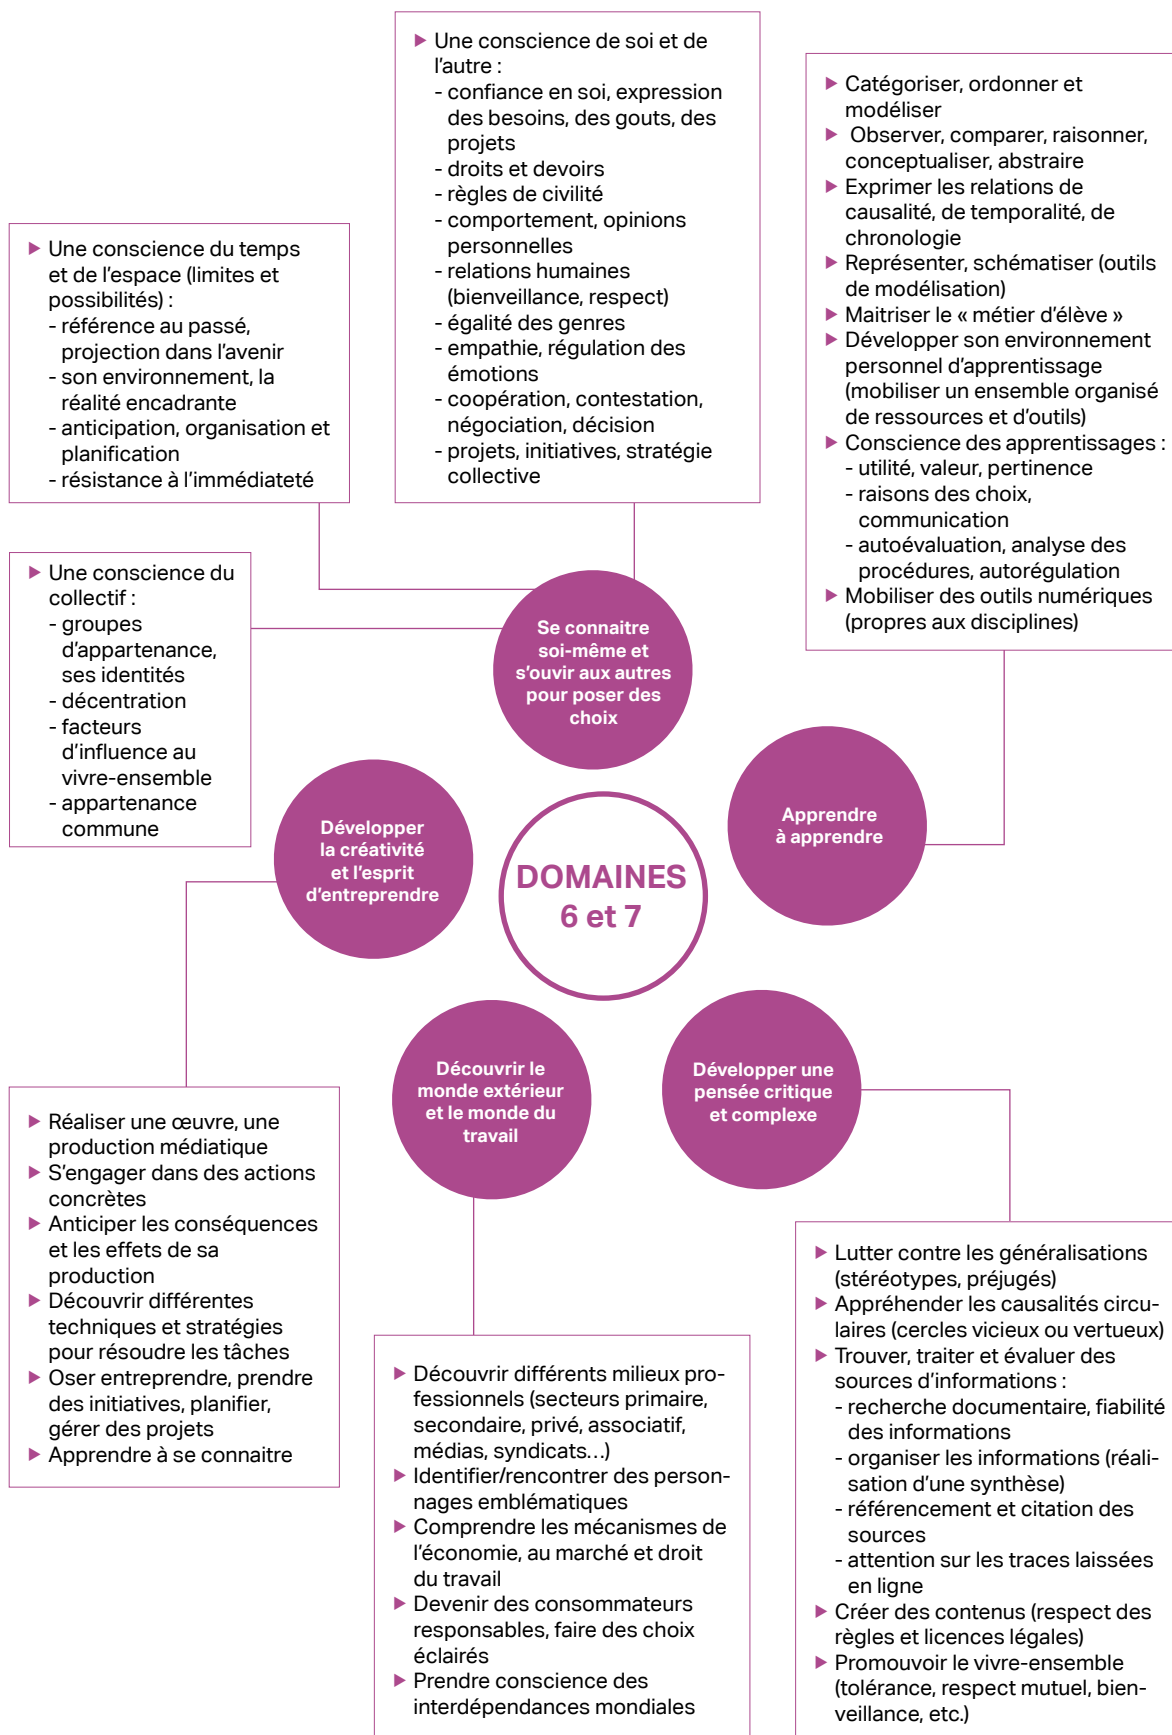 ▶ Une conscience de soi et de
l'autre :
- confiance en soi, expression
des besoins, des gouts, des
projets
- droits et devoirs
- règles de civilité
- comportement, opinions
personnelles
- relations humaines
(bienveillance, respect)
- égalité des genres
- empathie, régulation des
émotions
- coopération, contestation,
négociation, décision
- projets, initiatives, stratégie
collective
▶ Catégoriser, ordonner et
modéliser
▶ Observer, comparer, raisonner,
conceptualiser, abstraire
▶ Exprimer les relations de
causalité, de temporalité, de
chronologie
▶ Représenter, schématiser (outils
de modélisation)
▶ Maitriser le « métier d'élève »
▶ Développer son environnement
personnel d'apprentissage
(mobiliser un ensemble organisé
de ressources et d'outils)
▶ Conscience des apprentissages :
- utilité, valeur, pertinence
- raisons des choix,
communication
- autoévaluation, analyse des
procédures, autorégulation
▶ Mobiliser des outils numériques
(propres aux disciplines)
▶ Une conscience du temps
et de l'espace (limites et
possibilités) :
- référence au passé,
projection dans l'avenir
- son environnement, la
réalité encadrante
- anticipation, organisation et
planification
- résistance à l'immédiateté
▶ Une conscience du
collectif :
- groupes
d'appartenance,
ses identités
- décentration
- facteurs
d'influence au
vivre-ensemble
- appartenance
commune
Se connaitre
soi-même et
s'ouvir aux autres
pour poser des
choix
Apprendre
à apprendre
Développer
la créativité
et l'esprit
d'entreprendre
DOMAINES
6 et 7
Découvrir le
monde extérieur
et le monde du
travail
Développer une
pensée critique
et complexe
▶ Réaliser une œuvre, une
production médiatique
▶ S'engager dans des actions
concrètes
▶ Anticiper les conséquences
et les effets de sa
production
▶ Découvrir différentes
techniques et stratégies
pour résoudre les tâches
▶ Oser entreprendre, prendre
des initiatives, planifier,
gérer des projets
▶ Apprendre à se connaitre
▶ Découvrir différents milieux pro-
fessionnels (secteurs primaire,
secondaire, privé, associatif,
médias, syndicats...)
▶ Identifier/rencontrer des person-
nages emblématiques
▶ Comprendre les mécanismes de
l'économie, au marché et droit
du travail
▶ Devenir des consommateurs
responsables, faire des choix
éclairés
▶ Prendre conscience des
interdépendances mondiales
▶ Lutter contre les généralisations
(stéréotypes, préjugés)
▶ Appréhender les causalités circu-
laires (cercles vicieux ou vertueux)
▶ Trouver, traiter et évaluer des
sources d'informations :
- recherche documentaire, fiabilité
des informations
- organiser les informations (réali-
sation d'une synthèse)
- référencement et citation des
sources
- attention sur les traces laissées
en ligne
▶ Créer des contenus (respect des
règles et licences légales)
▶ Promouvoir le vivre-ensemble
(tolérance, respect mutuel, bien-
veillance, etc.)